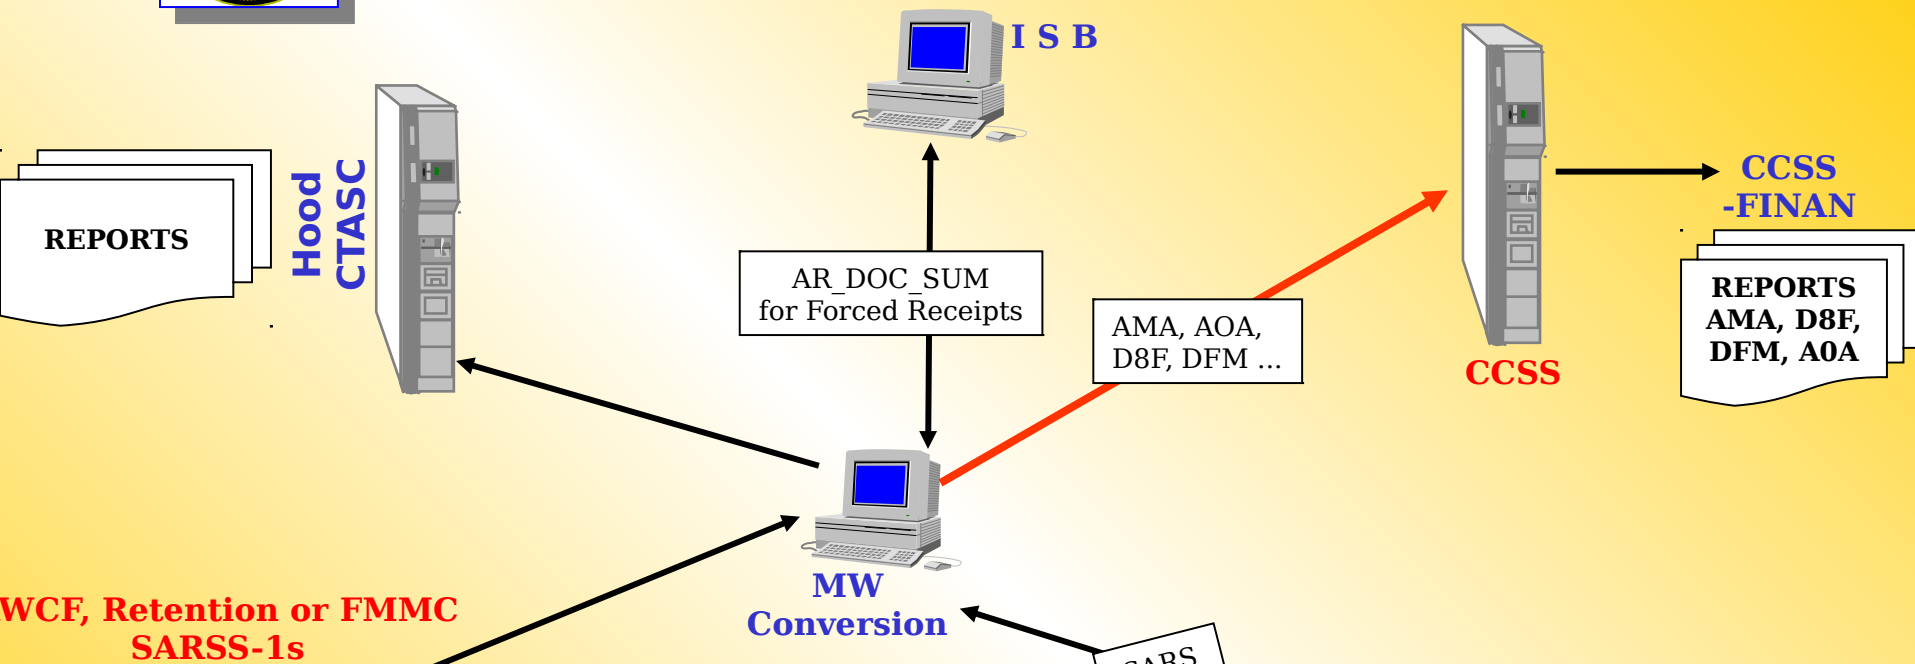 I S B
CCSS
-FINAN
Hood
CTASC
REPORTS
AR_DOC_SUM
for Forced Receipts
AMA, AOA,
D8F, DFM ...
REPORTS
AMA, D8F,
DFM, A0A
CCSS
MW
Conversion
WCF, Retention or FMMC
SARSS-1s